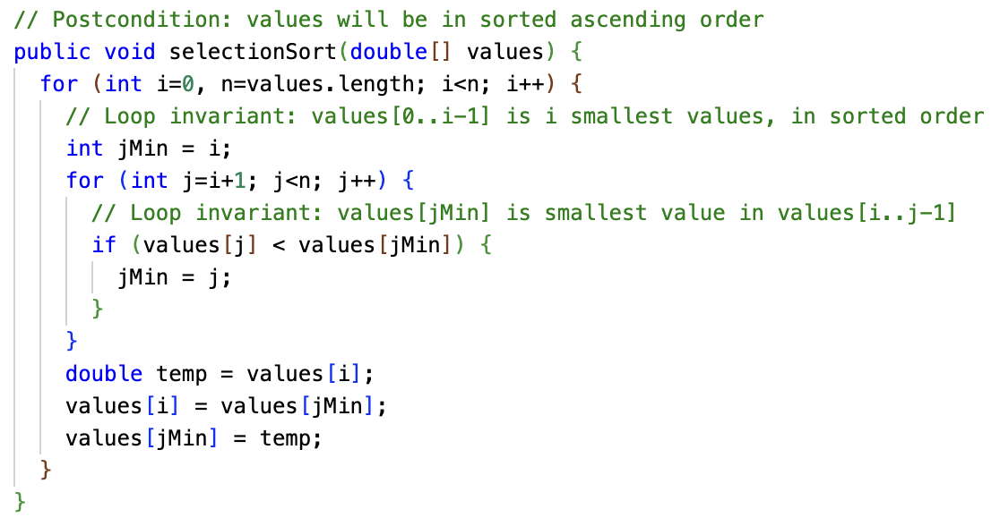 // Postcondition: values will be in sorted ascending order
public void selectionSort(double[] values) {
  for (int i=0, n=values.length; i<n; i++) {
    // Loop invariant: values[0..i-1] is i smallest values, in sorted order
    int jMin = i;
    for (int j=i+1; j<n; j++) {
      // Loop invariant: values[jMin] is smallest value in values[i..j-1]
      if (values[j] < values[jMin]) {
        jMin = j;
      }
    }
    double temp = values[i];
    values[i] = values[jMin];
    values[jMin] = temp;
  }
}